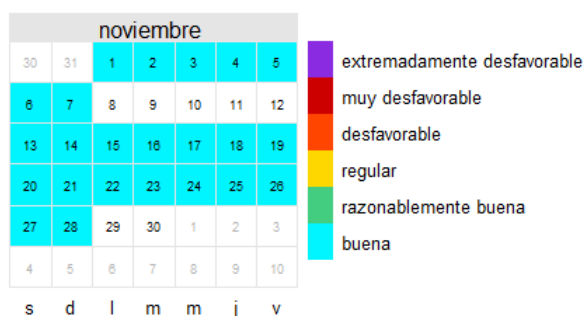 noviembre
30 31 1 2 3 4 5
6 7 8 9 10 11 12
13 14 15 16 17 18 19
20 21 22 23 24 25 26
27 28 29 30 1 2 3
4 5 6 7 8 9 10
s d l m m j v
extremadamente desfavorable
muy desfavorable
desfavorable
regular
razonablemente buena
buena